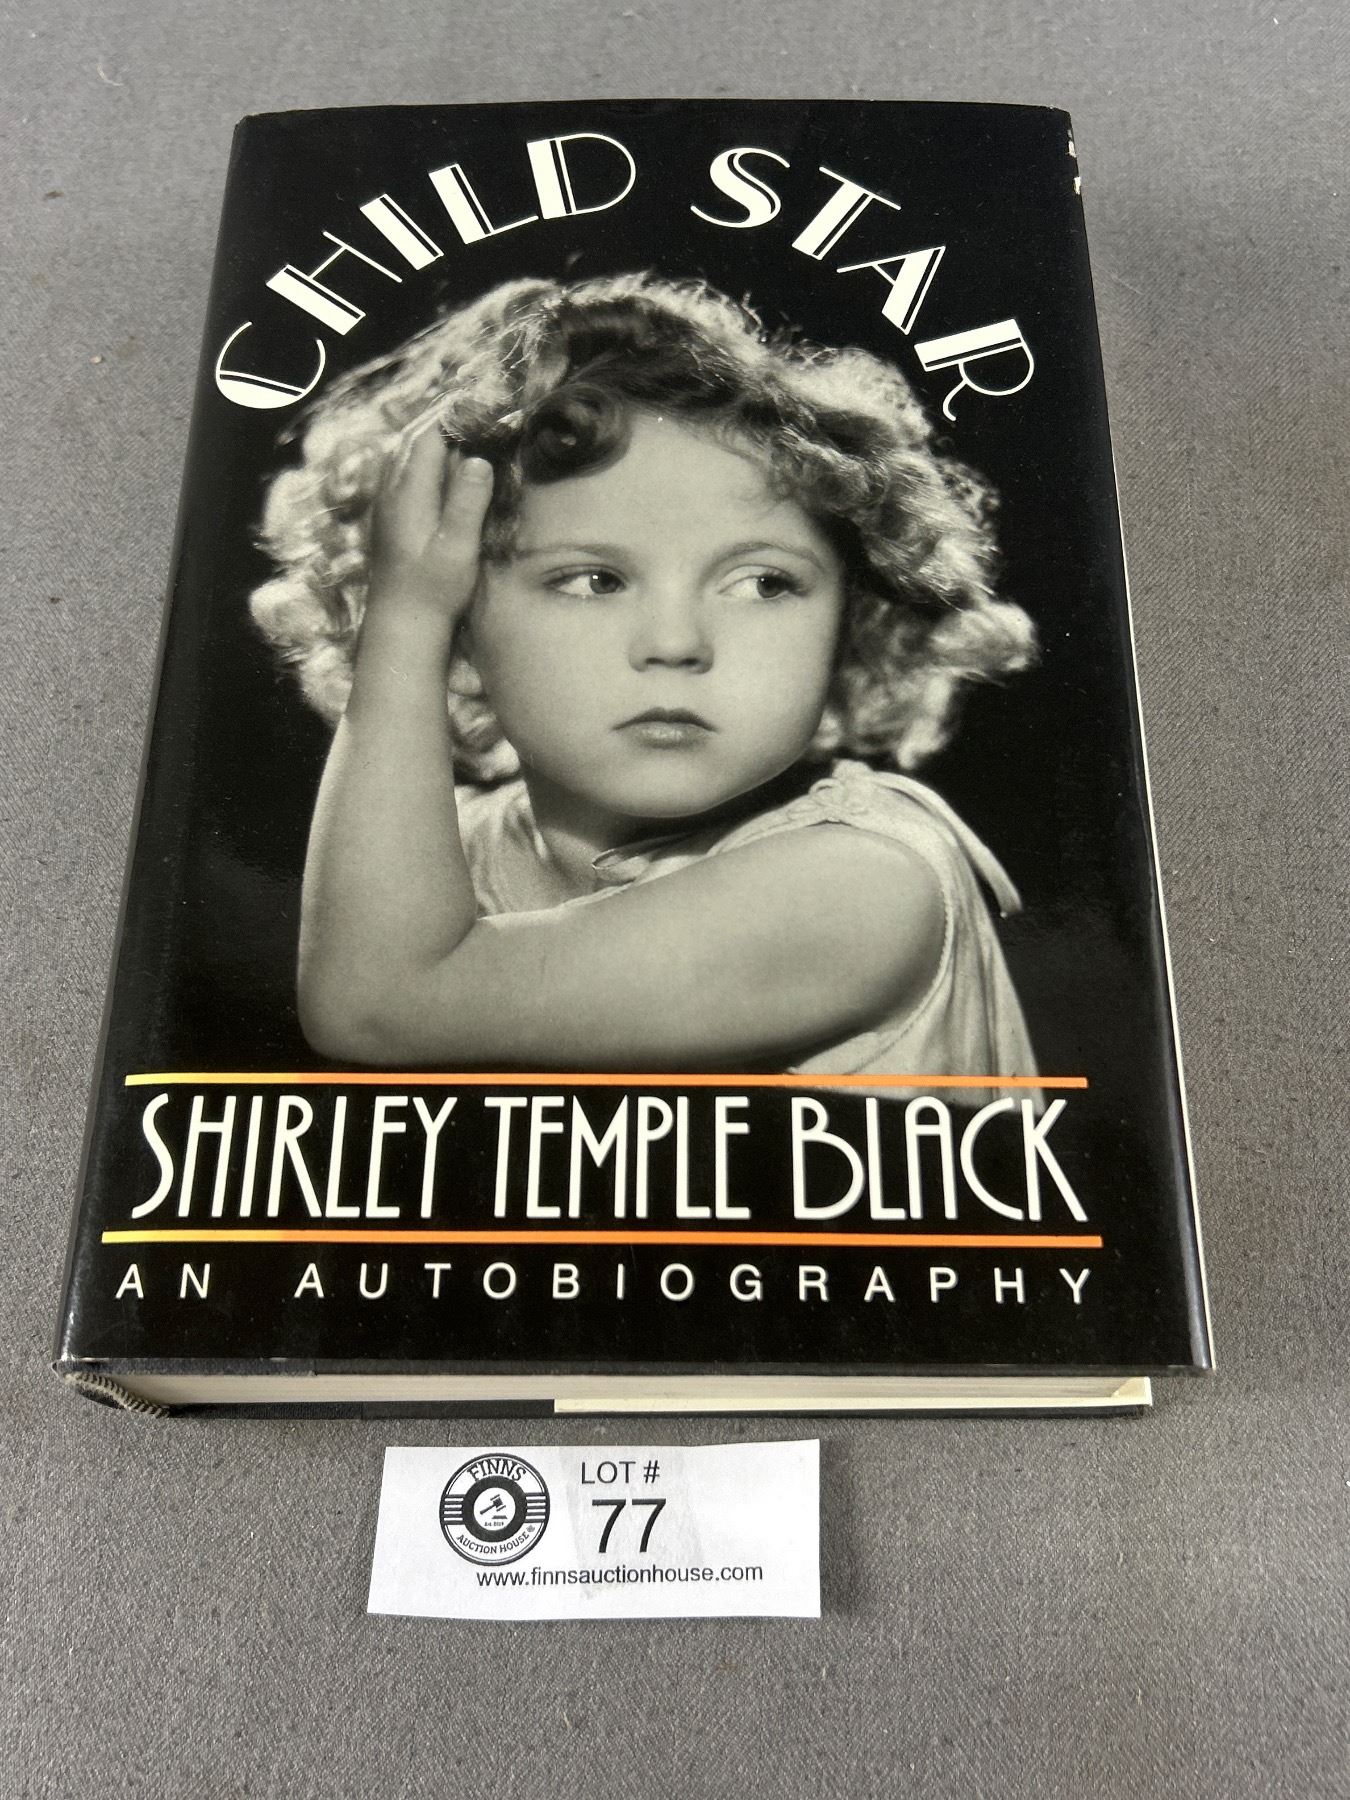 CHILD STAR
SHIRLEY TEMPLE BLACK
AN AUTOBIOGRAPHY
FINNS
AUCTION HOUSE
LOT #
77
www.finnsauctionhouse.com